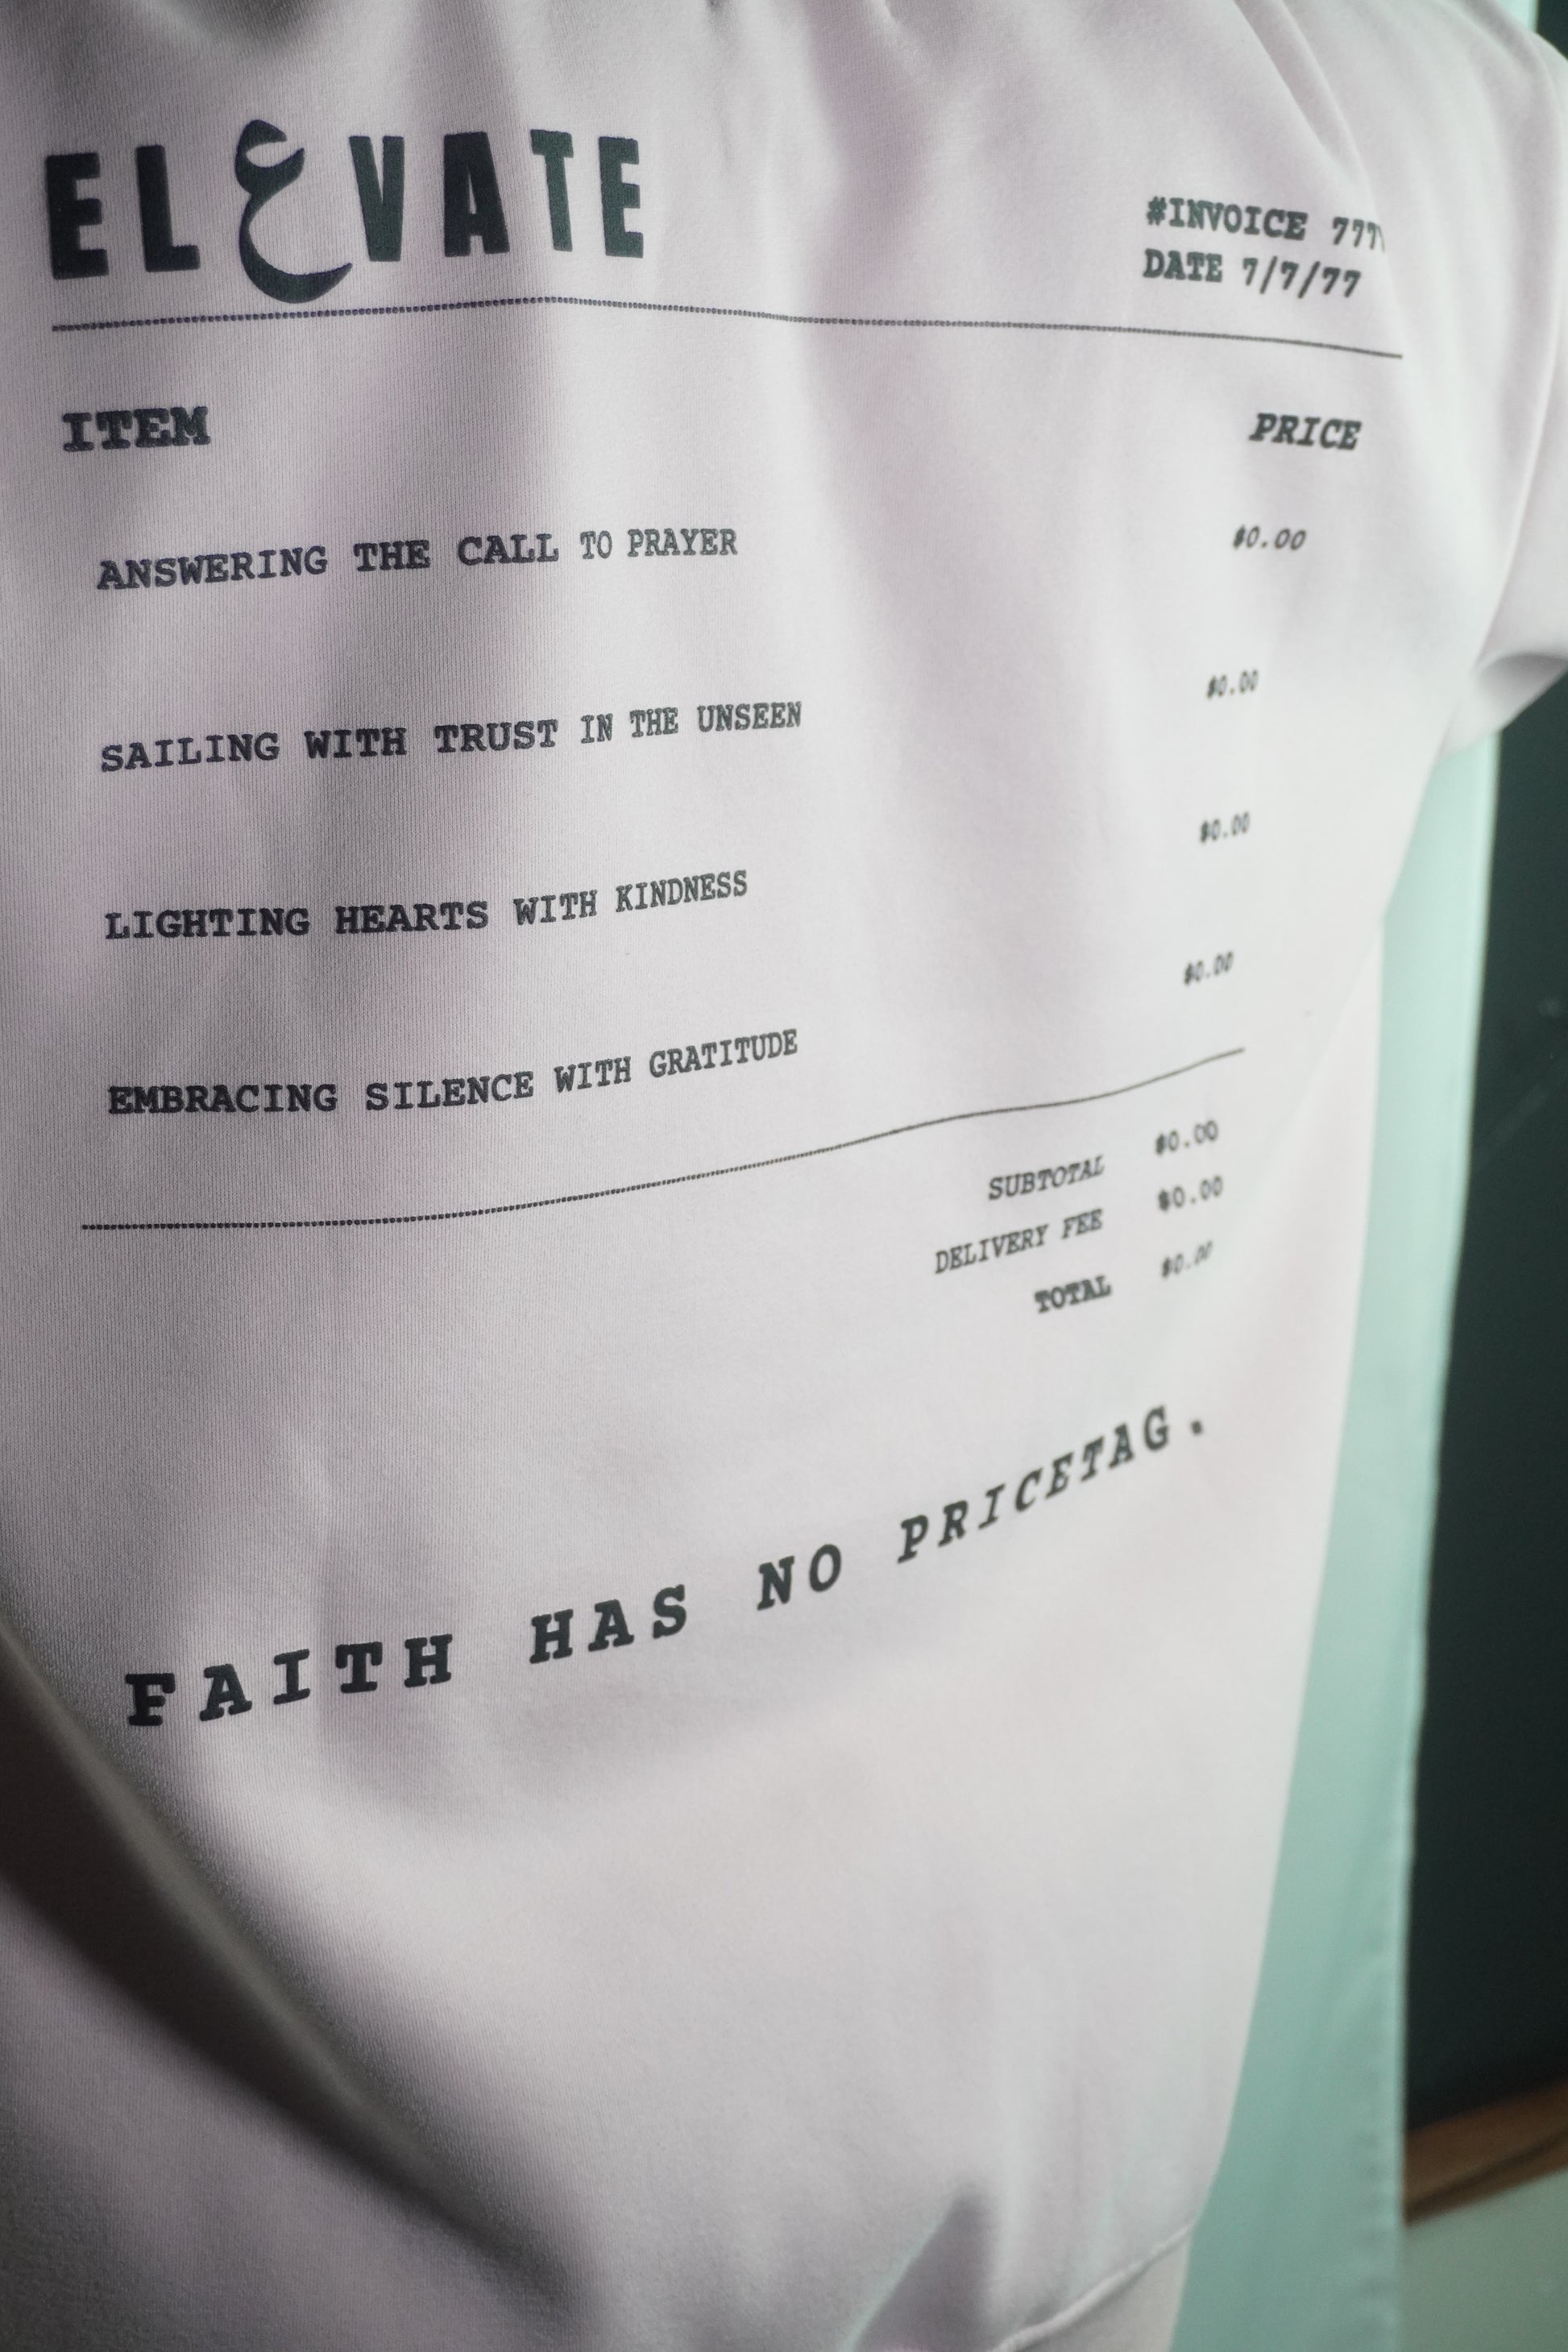 ELعVATE
#INVOICE 777
DATE 7/7/77
ITEM PRICE
ANSWERING THE CALL TO PRAYER $0.00
SAILING WITH TRUST IN THE UNSEEN $0.00
LIGHTING HEARTS WITH KINDNESS $0.00
EMBRACING SILENCE WITH GRATITUDE $0.00
SUBTOTAL $0.00
DELIVERY FEE $0.00
TOTAL $0.00
FAITH HAS NO PRICETAG.